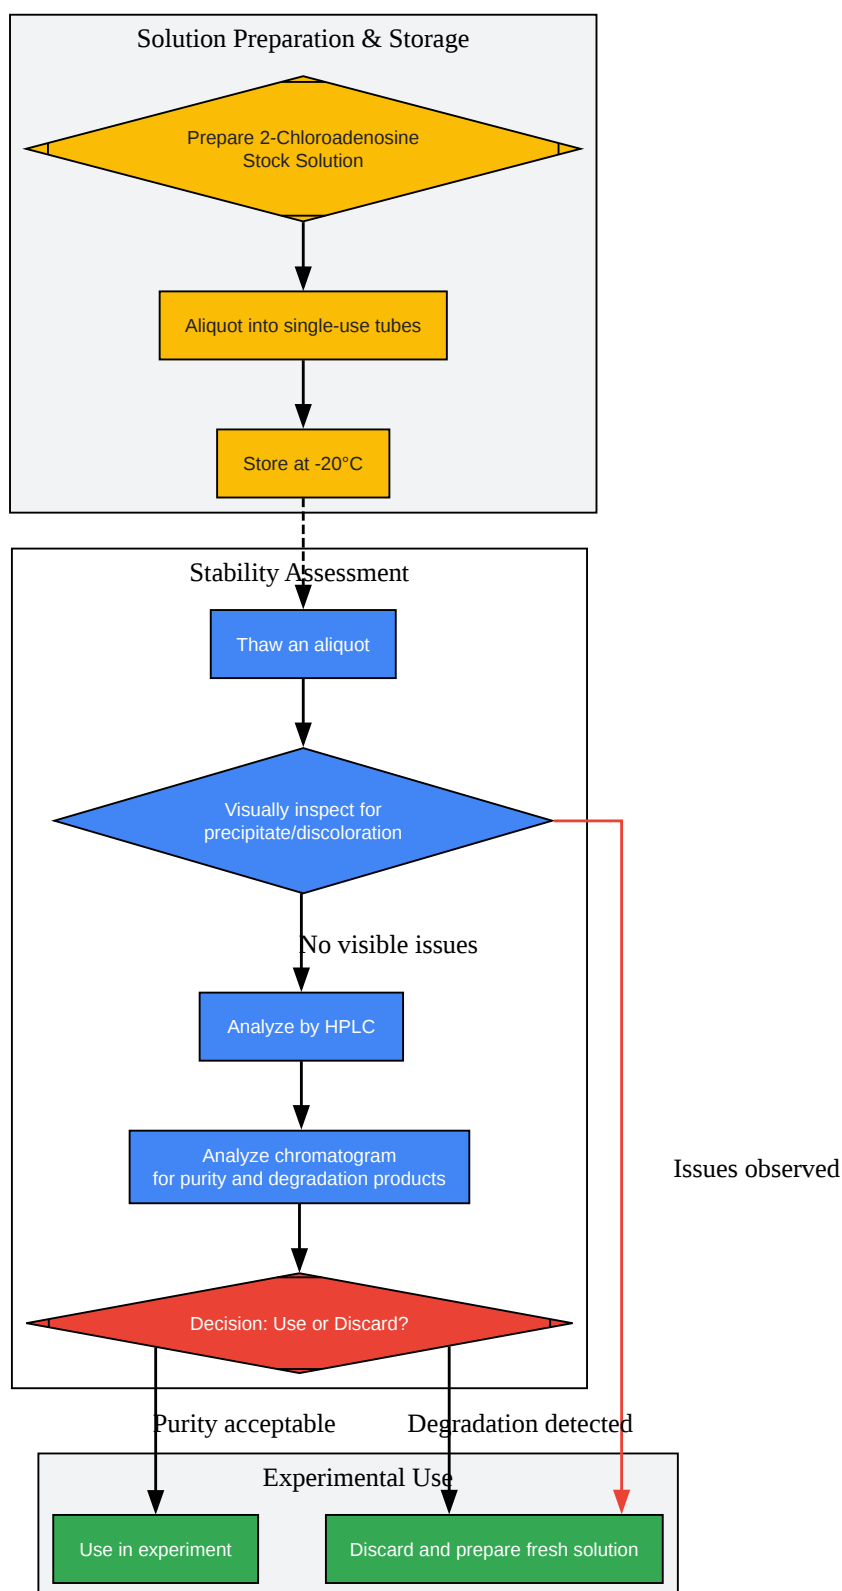 Solution Preparation & Storage
Prepare 2-Chloroadenosine
Stock Solution
Aliquot into single-use tubes
Store at -20°C
Stability Assessment
Thaw an aliquot
Visually inspect for
precipitate/discoloration
No visible issues
Analyze by HPLC
Analyze chromatogram
for purity and degradation products
Issues observed
Decision: Use or Discard?
Purity acceptable
Degradation detected
Experimental Use
Use in experiment
Discard and prepare fresh solution